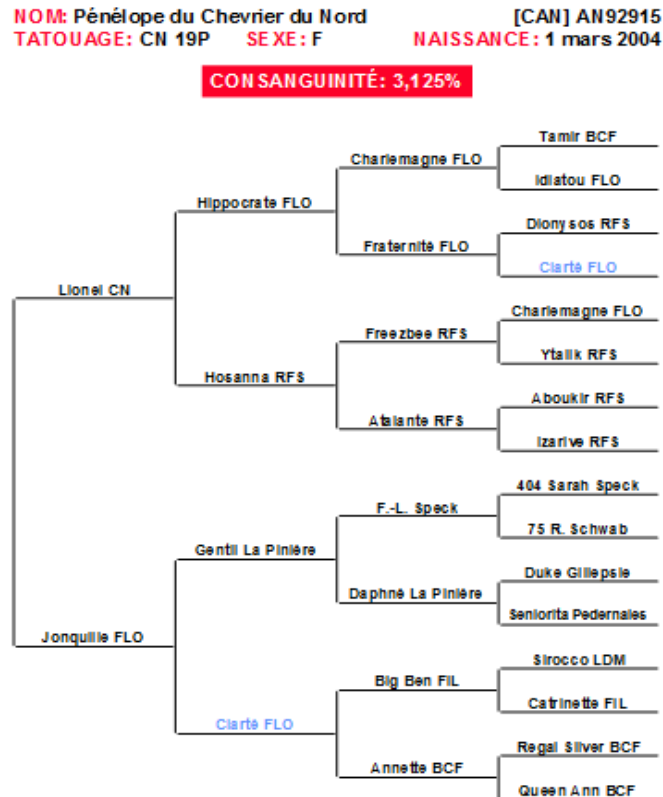 NOM: Pénélope du Chevrier du Nord [CAN] AN92915
TATOUAGE: CN 19P SEXE: F NAISSANCE: 1 mars 2004
CONSANGUINITÉ: 3,125%
Tamir BCF
Charlemagne FLO
Idiatou FLO
Hippocrate FLO
Dionysos RFS
Fraternité FLO
Clarté FLO
Lionel CN
Charlemagne FLO
Freezbee RFS
Ytalik RFS
Hosanna RFS
Aboukir RFS
Atalante RFS
Izarive RFS
404 Sarah Speck
F.-L. Speck
75 R. Schwab
Gentil La Pinière
Duke Gillepsie
Daphné La Pinière
Seniorita Pedernales
Jonquille FLO
Sirocco LDM
Big Ben FIL
Catrinette FIL
Clarté FLO
Regal Silver BCF
Annette BCF
Queen Ann BCF